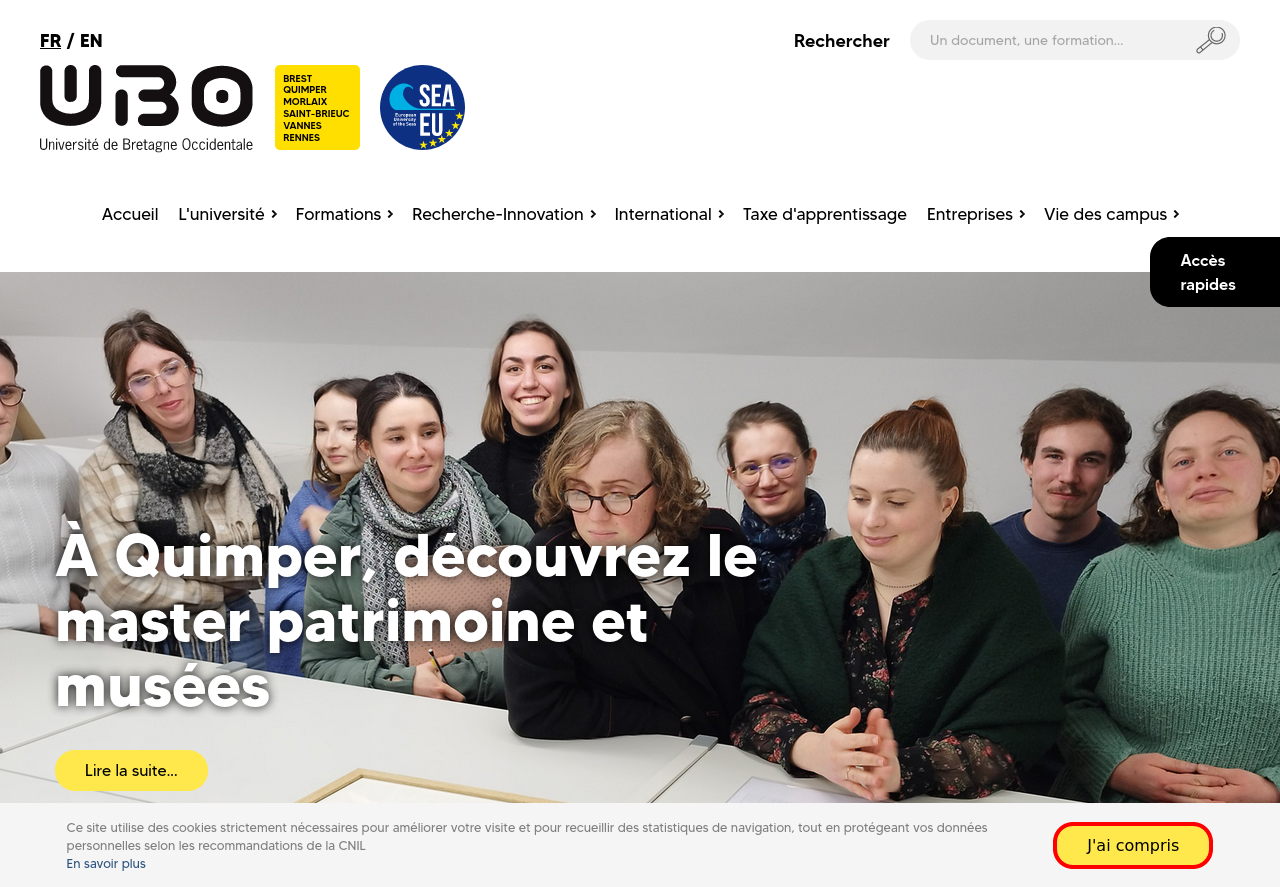 FR / EN
Rechercher
Un document, une formation...
UBO
Université de Bretagne Occidentale
BREST
QUIMPER
MORLAIX
SAINT-BRIEUC
VANNES
RENNES
SEA
EU
European
University
of the Seas
Accueil L'université Formations Recherche-Innovation International Taxe d'apprentissage Entreprises Vie des campus
Accès
rapides
À Quimper, découvrez le
master patrimoine et
musées
Lire la suite...
Ce site utilise des cookies strictement nécessaires pour améliorer votre visite et pour recueillir des statistiques de navigation, tout en protégeant vos données
personnelles selon les recommandations de la CNIL
En savoir plus
J'ai compris